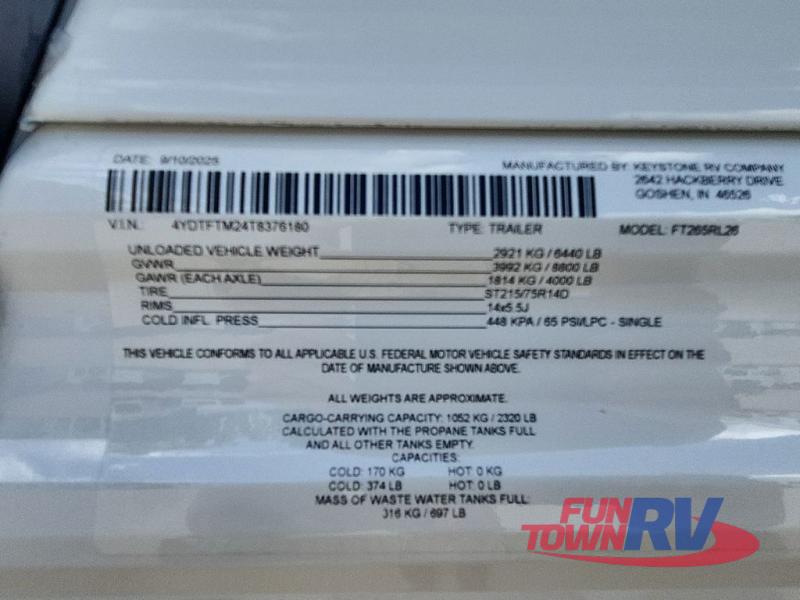 DATE: 9/10/2025
MANUFACTURED BY KEYSTONE RV COMPANY
2642 HACKBERRY DRIVE
GOSHEN, IN 46526
V.I.N. 4YDTFTM24T8376180 TYPE: TRAILER MODEL: FT265RL26
UNLOADED VEHICLE WEIGHT 2921 KG / 6440 LB
GVWR 3992 KG / 8800 LB
GAWR (EACH AXLE) 1814 KG / 4000 LB
TIRE ST215/75R14D
RIMS 14x5.5J
COLD INFL. PRESS 448 KPA / 65 PSI/LPC - SINGLE
THIS VEHICLE CONFORMS TO ALL APPLICABLE U.S. FEDERAL MOTOR VEHICLE SAFETY STANDARDS IN EFFECT ON THE
DATE OF MANUFACTURE SHOWN ABOVE.
ALL WEIGHTS ARE APPROXIMATE.
CARGO-CARRYING CAPACITY: 1052 KG / 2320 LB
CALCULATED WITH THE PROPANE TANKS FULL
AND ALL OTHER TANKS EMPTY.
CAPACITIES:
COLD: 170 KG HOT: 0 KG
COLD: 374 LB HOT: 0 LB
MASS OF WASTE WATER TANKS FULL:
316 KG / 697 LB
FUN TOWN RV